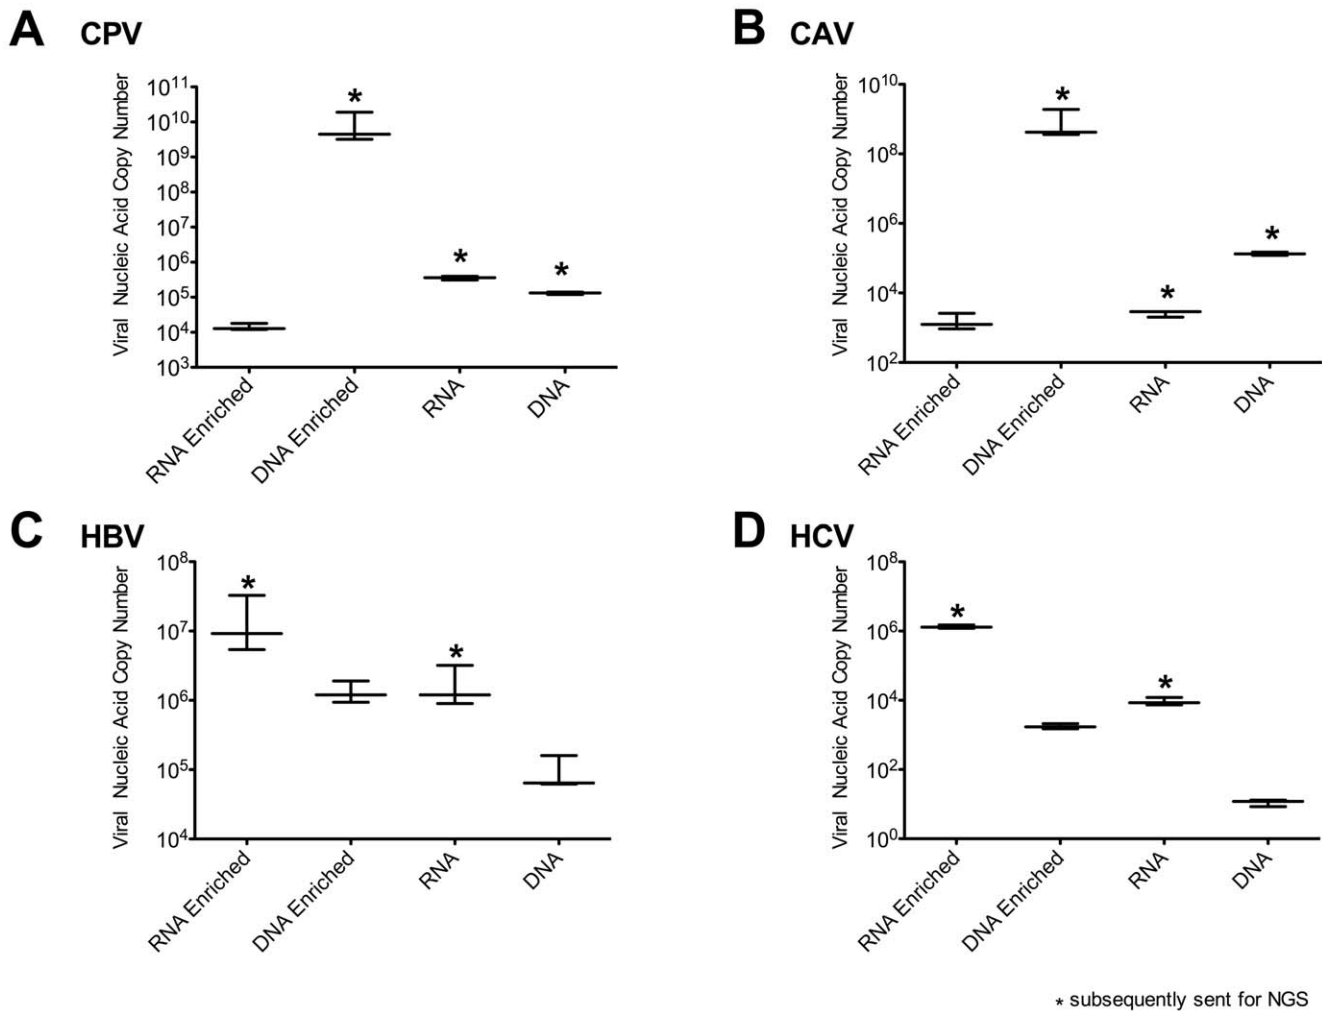 A CPV
Viral Nucleic Acid Copy Number
10¹¹
10¹⁰
10⁹
10⁸
10⁷
10⁶
10⁵
10⁴
10³
*
*
*
RNA Enriched
DNA Enriched
RNA
DNA
B CAV
Viral Nucleic Acid Copy Number
10¹⁰
10⁸
10⁶
10⁴
10²
*
*
*
RNA Enriched
DNA Enriched
RNA
DNA
C HBV
Viral Nucleic Acid Copy Number
10⁸
10⁷
10⁶
10⁵
10⁴
*
*
RNA Enriched
DNA Enriched
RNA
DNA
D HCV
Viral Nucleic Acid Copy Number
10⁸
10⁶
10⁴
10²
10⁰
*
*
RNA Enriched
DNA Enriched
RNA
DNA
* subsequently sent for NGS